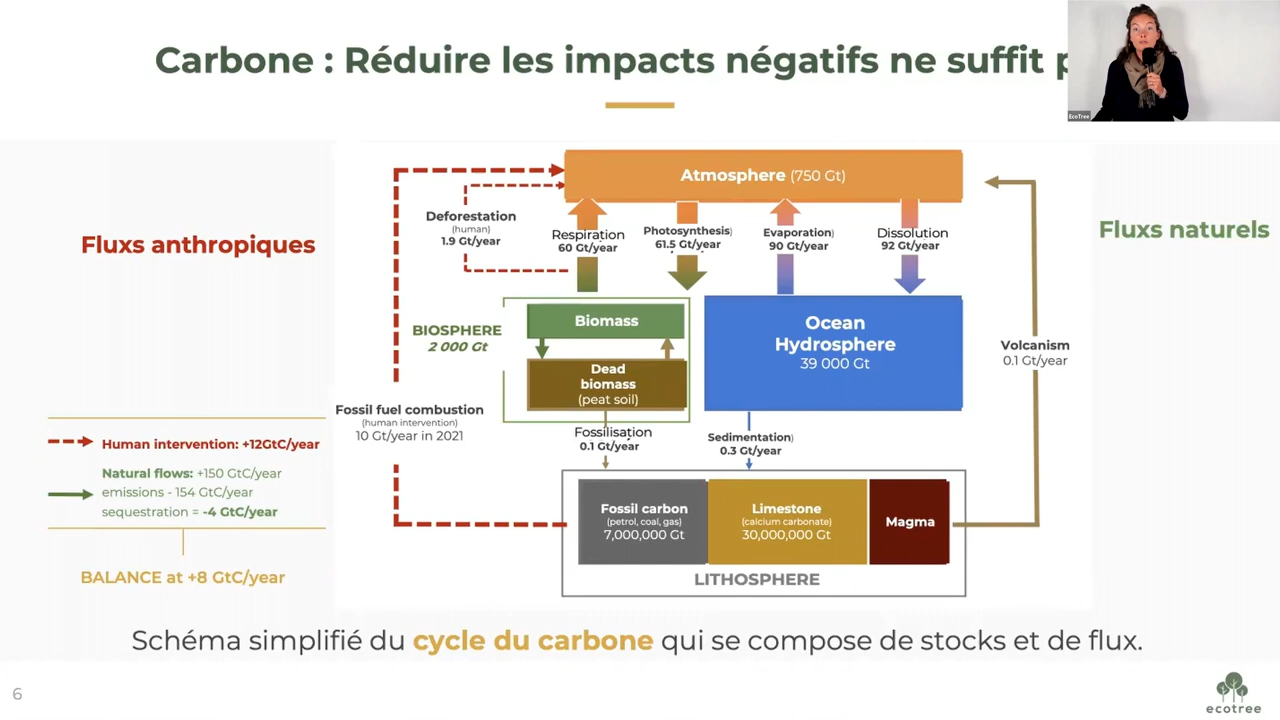 Carbone : Réduire les impacts négatifs ne suffit
EcoTree
Fluxs anthropiques
Fluxs naturels
Atmosphere (750 Gt)
Deforestation
(human)
1.9 Gt/year
Respiration
60 Gt/year
Photosynthesis)
61.5 Gt/year
Evaporation)
90 Gt/year
Dissolution
92 Gt/year
BIOSPHERE
2 000 Gt
Biomass
Dead
biomass
(peat soil)
Ocean
Hydrosphere
39 000 Gt
Volcanism
0.1 Gt/year
Fossil fuel combustion
(human intervention)
10 Gt/year in 2021
Fossilisation
0.1 Gt/year
Sedimentation)
0.3 Gt/year
Human intervention: +12GtC/year
Natural flows: +150 GtC/year
emissions - 154 GtC/year
sequestration = -4 GtC/year
BALANCE at +8 GtC/year
Fossil carbon
(petrol, coal, gas)
7,000,000 Gt
Limestone
(calcium carbonate)
30,000,000 Gt
Magma
LITHOSPHERE
Schéma simplifié du cycle du carbone qui se compose de stocks et de flux.
6
ecotree